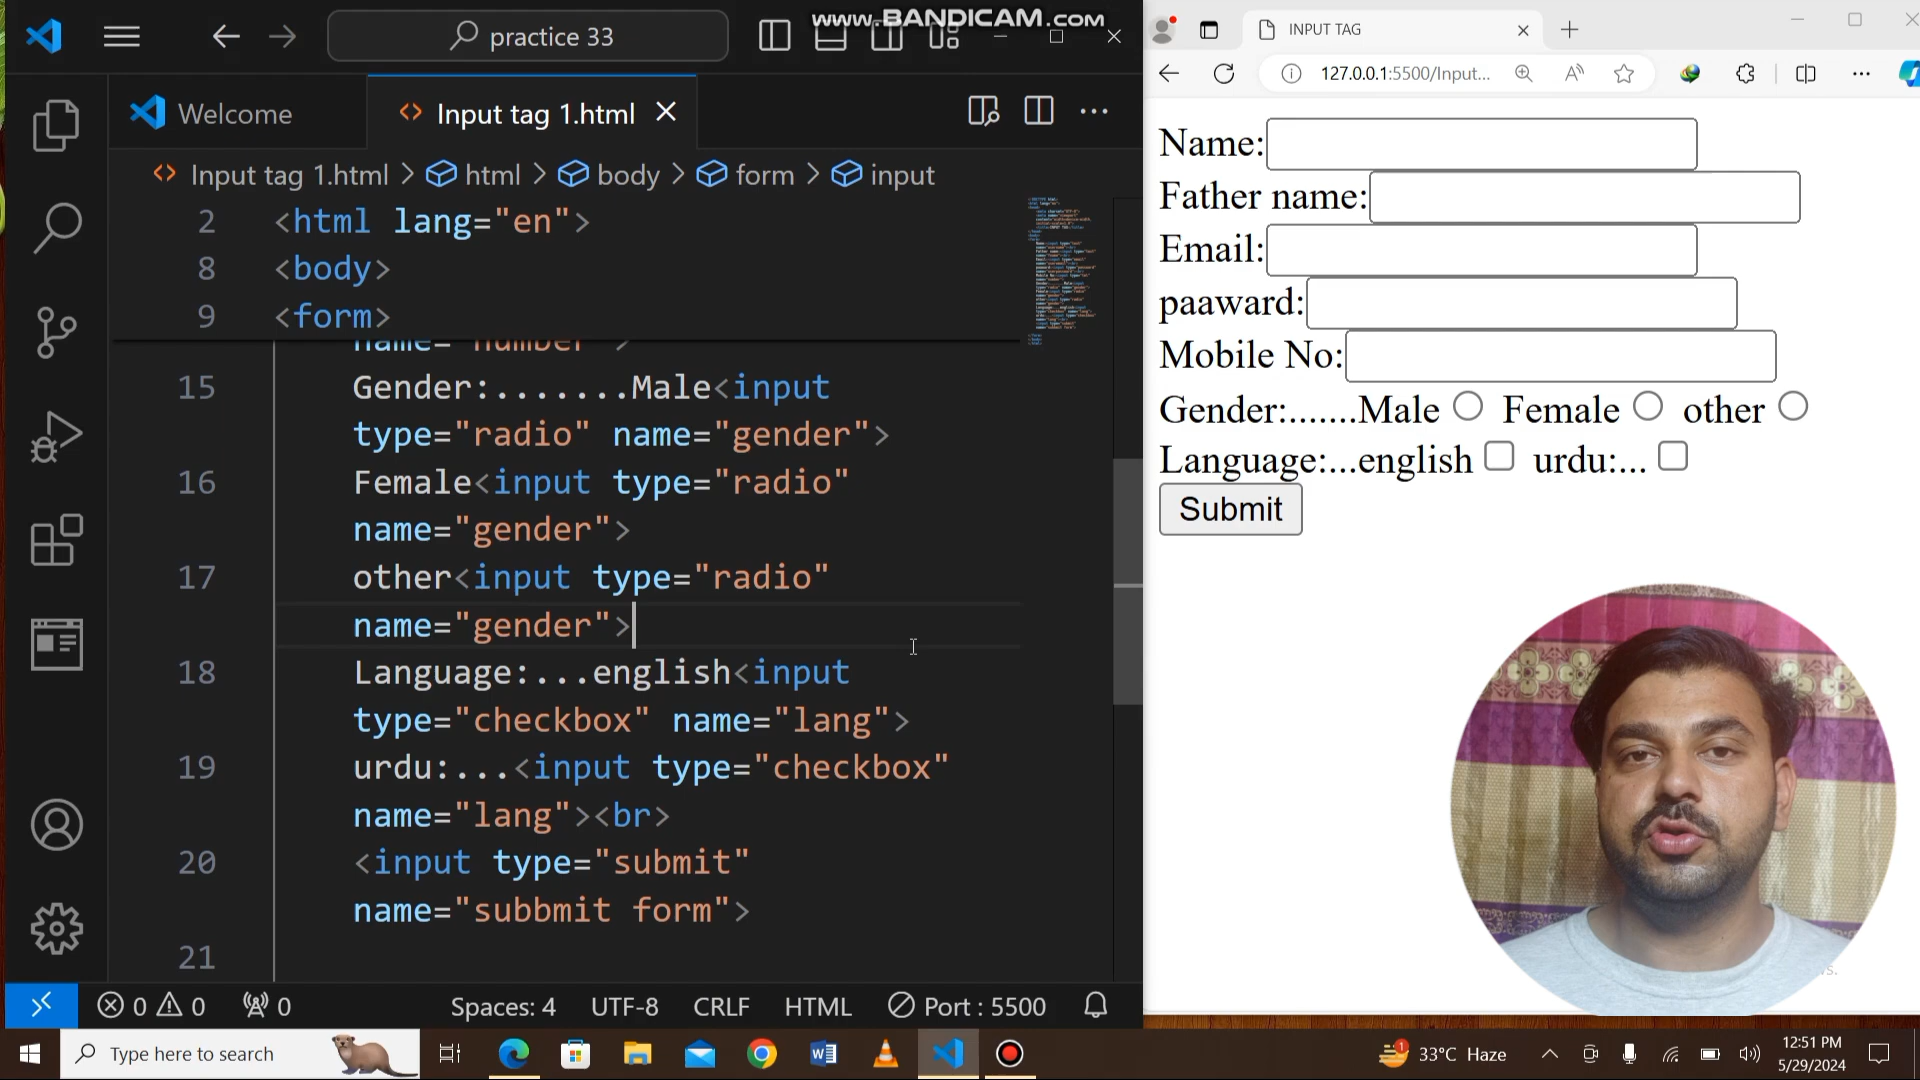 www.BANDICAM.com
practice 33
Welcome
Input tag 1.html
Input tag 1.html > html > body > form > input
2 <html lang="en">
8 <body>
9 <form>
name="number">
15 Gender:.......Male<input
type="radio" name="gender">
16 Female<input type="radio"
name="gender">
17 other<input type="radio"
name="gender">
18 Language:...english<input
type="checkbox" name="lang">
19 urdu:...<input type="checkbox"
name="lang"><br>
20 <input type="submit"
name="subbmit form">
21
0 0 0 Spaces: 4 UTF-8 CRLF HTML Port : 5500
INPUT TAG
127.0.0.1:5500/Input...
Name:
Father name:
Email:
paaward:
Mobile No:
Gender:.......Male Female other
Language:...english urdu:...
Submit
Type here to search
1
33°C Haze
12:51 PM
5/29/2024